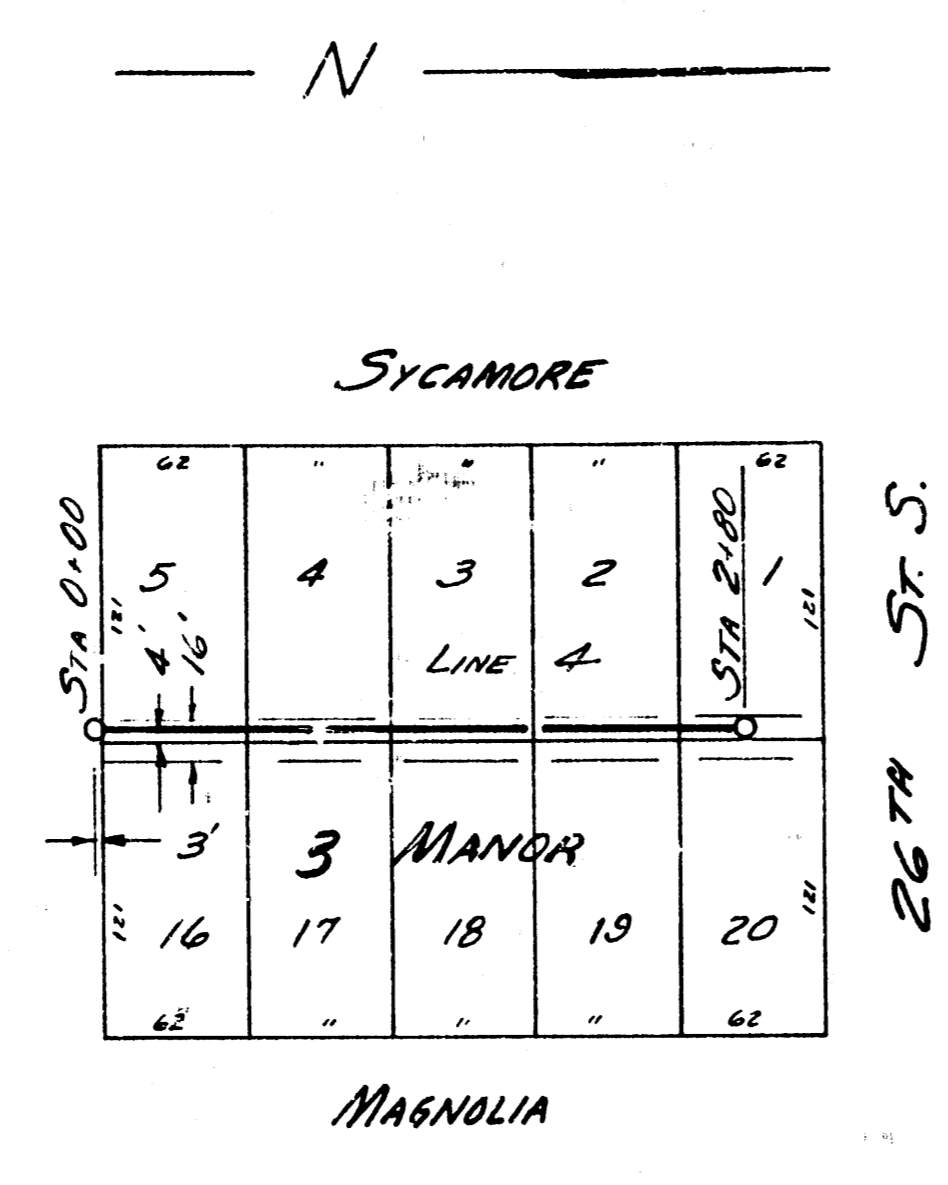 N
SYCAMORE
62 " " " 62
STA 0+00
5 4 3 2 1
STA 2+80
121 121
4' 16'
LINE 4
3' 3 MANOR
121 121
16 17 18 19 20
62 " " " 62
MAGNOLIA
26TH ST. S.